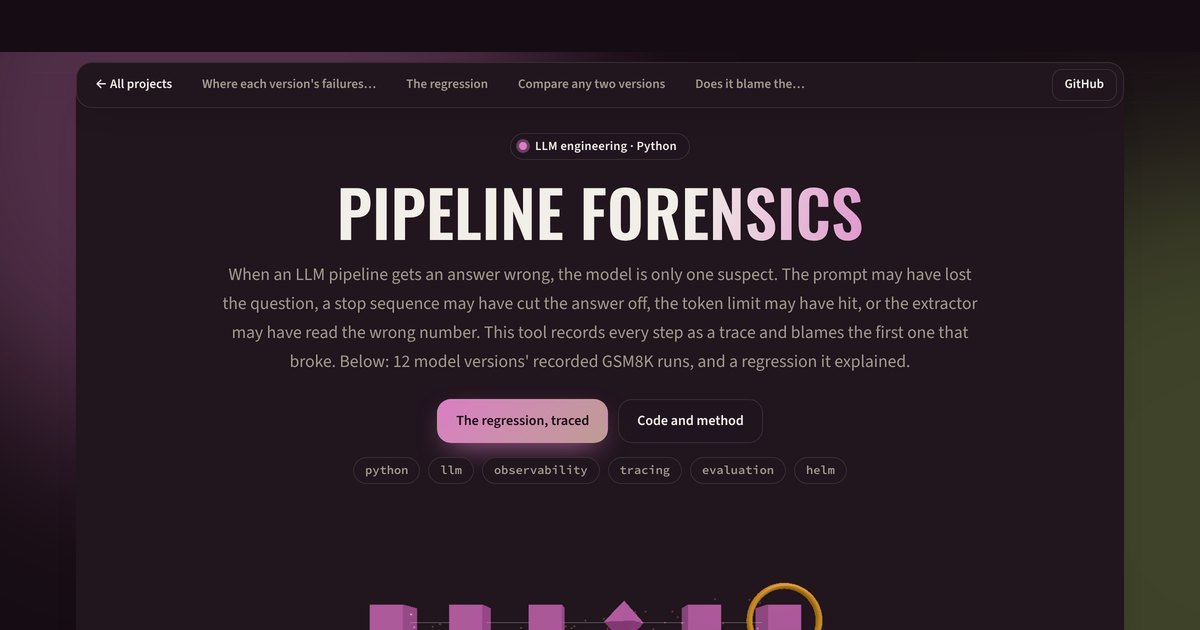 ← All projects
Where each version's failures…
The regression
Compare any two versions
Does it blame the…
GitHub
LLM engineering · Python
PIPELINE FORENSICS
When an LLM pipeline gets an answer wrong, the model is only one suspect. The prompt may have lost
the question, a stop sequence may have cut the answer off, the token limit may have hit, or the extractor
may have read the wrong number. This tool records every step as a trace and blames the first one that
broke. Below: 12 model versions' recorded GSM8K runs, and a regression it explained.
The regression, traced
Code and method
python
llm
observability
tracing
evaluation
helm